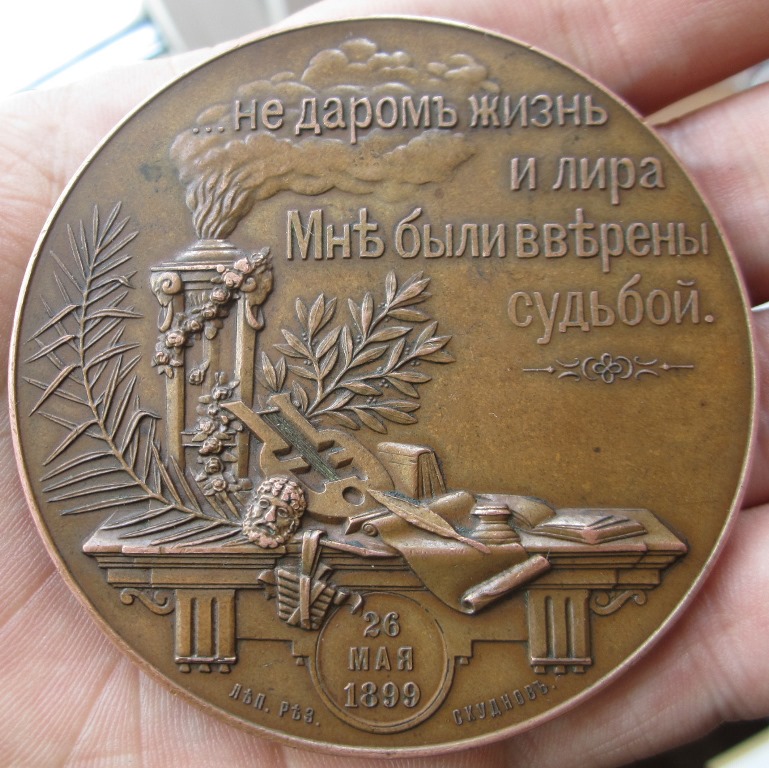 ...не даромъ жизнь
и лира
Мнѣ были ввѣрены
судьбой.
26
МАЯ
1899
ЛѢП. РѢЗ.
СКУДНОВЪ.